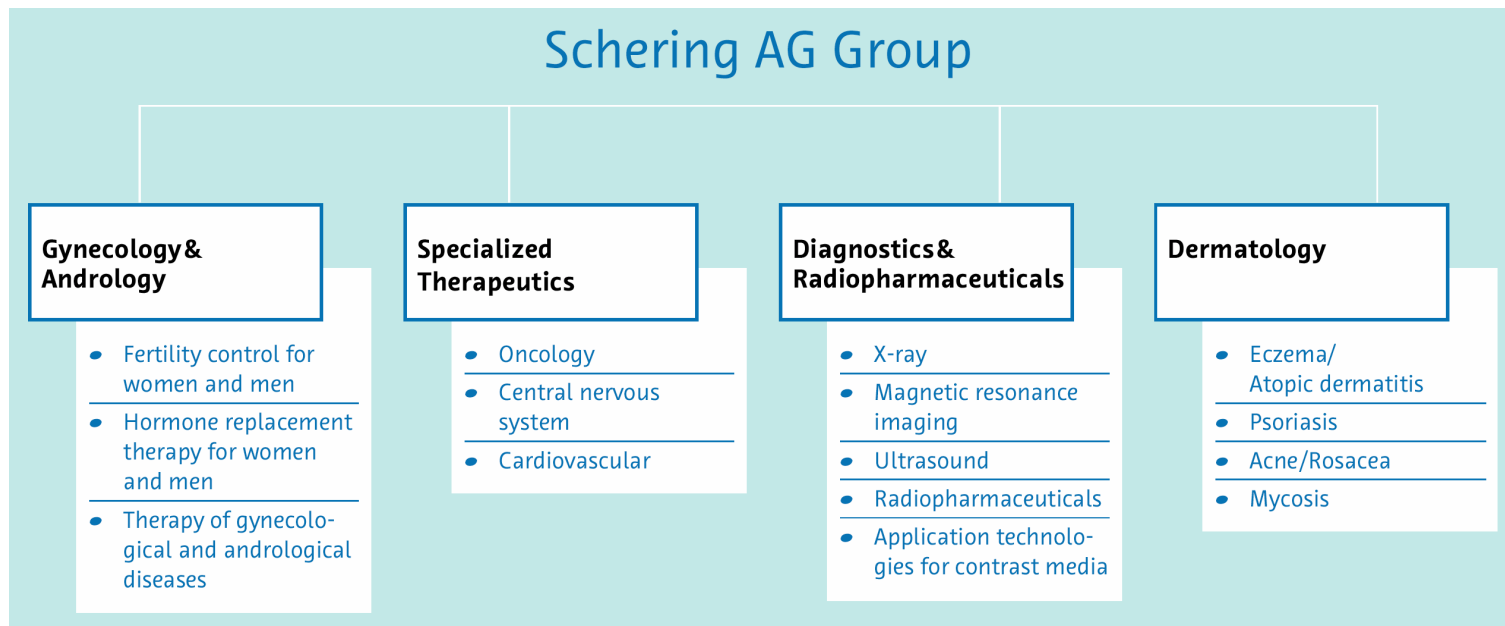 Schering AG Group
Gynecology&
Andrology
• Fertility control for
women and men
• Hormone replacement
therapy for women
and men
• Therapy of gynecolo-
gical and andrological
diseases
Specialized
Therapeutics
• Oncology
• Central nervous
system
• Cardiovascular
Diagnostics&
Radiopharmaceuticals
• X-ray
• Magnetic resonance
imaging
• Ultrasound
• Radiopharmaceuticals
• Application technolo-
gies for contrast media
Dermatology
• Eczema/
Atopic dermatitis
• Psoriasis
• Acne/Rosacea
• Mycosis